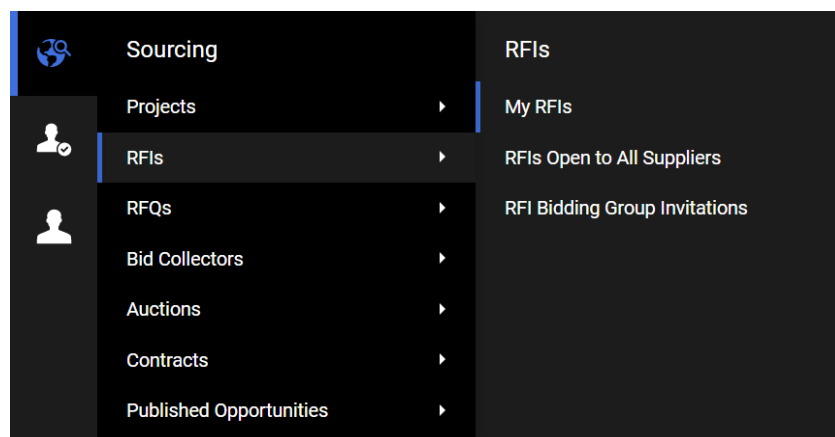 Sourcing
Projects
RFIs
RFQs
Bid Collectors
Auctions
Contracts
Published Opportunities
RFIs
My RFIs
RFIs Open to All Suppliers
RFI Bidding Group Invitations